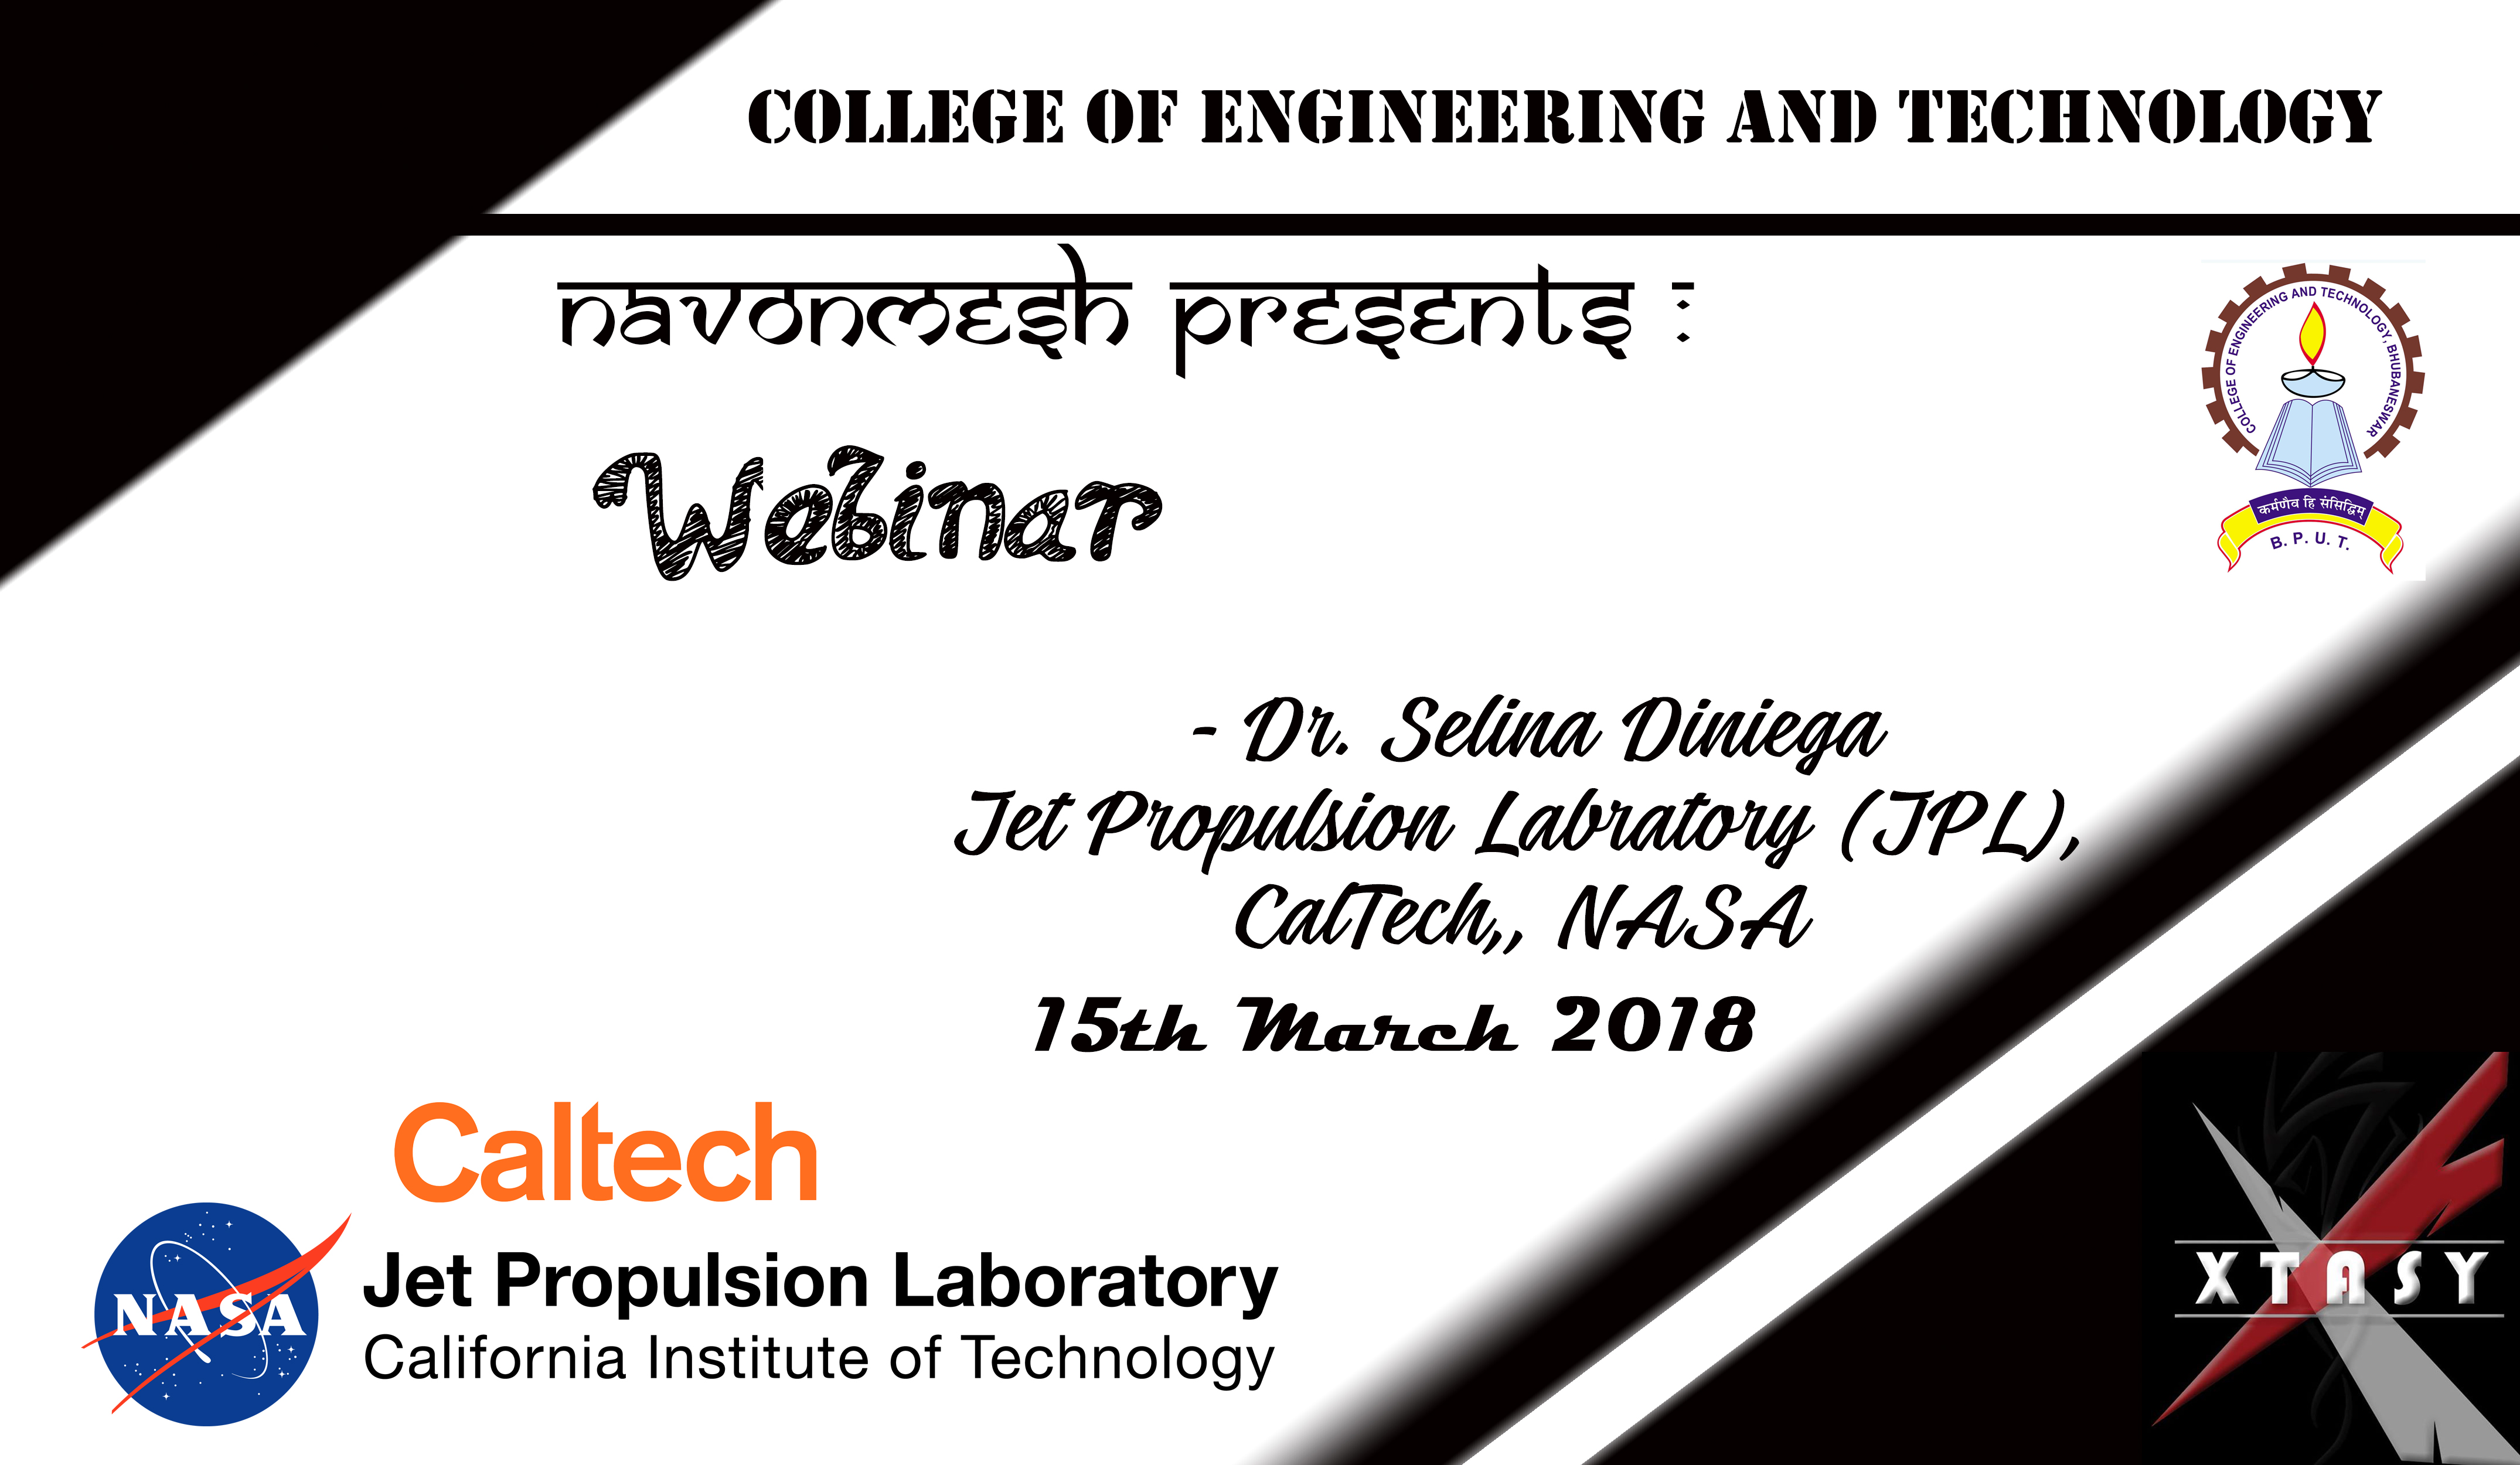 COLLEGE OF ENGINEERING AND TECHNOLOGY
navonmesh presents :
COLLEGE OF ENGINEERING AND TECHNOLOGY, BHUBANESWAR
कर्मणैव हि संसिद्धिम्
B. P. U. T.
Webinar
- Dr. Selina Diniega
Jet Propulsion Labratory (JPL),
CalTech,, NASA
15th March 2018
Caltech
NASA
Jet Propulsion Laboratory
California Institute of Technology
XTASY